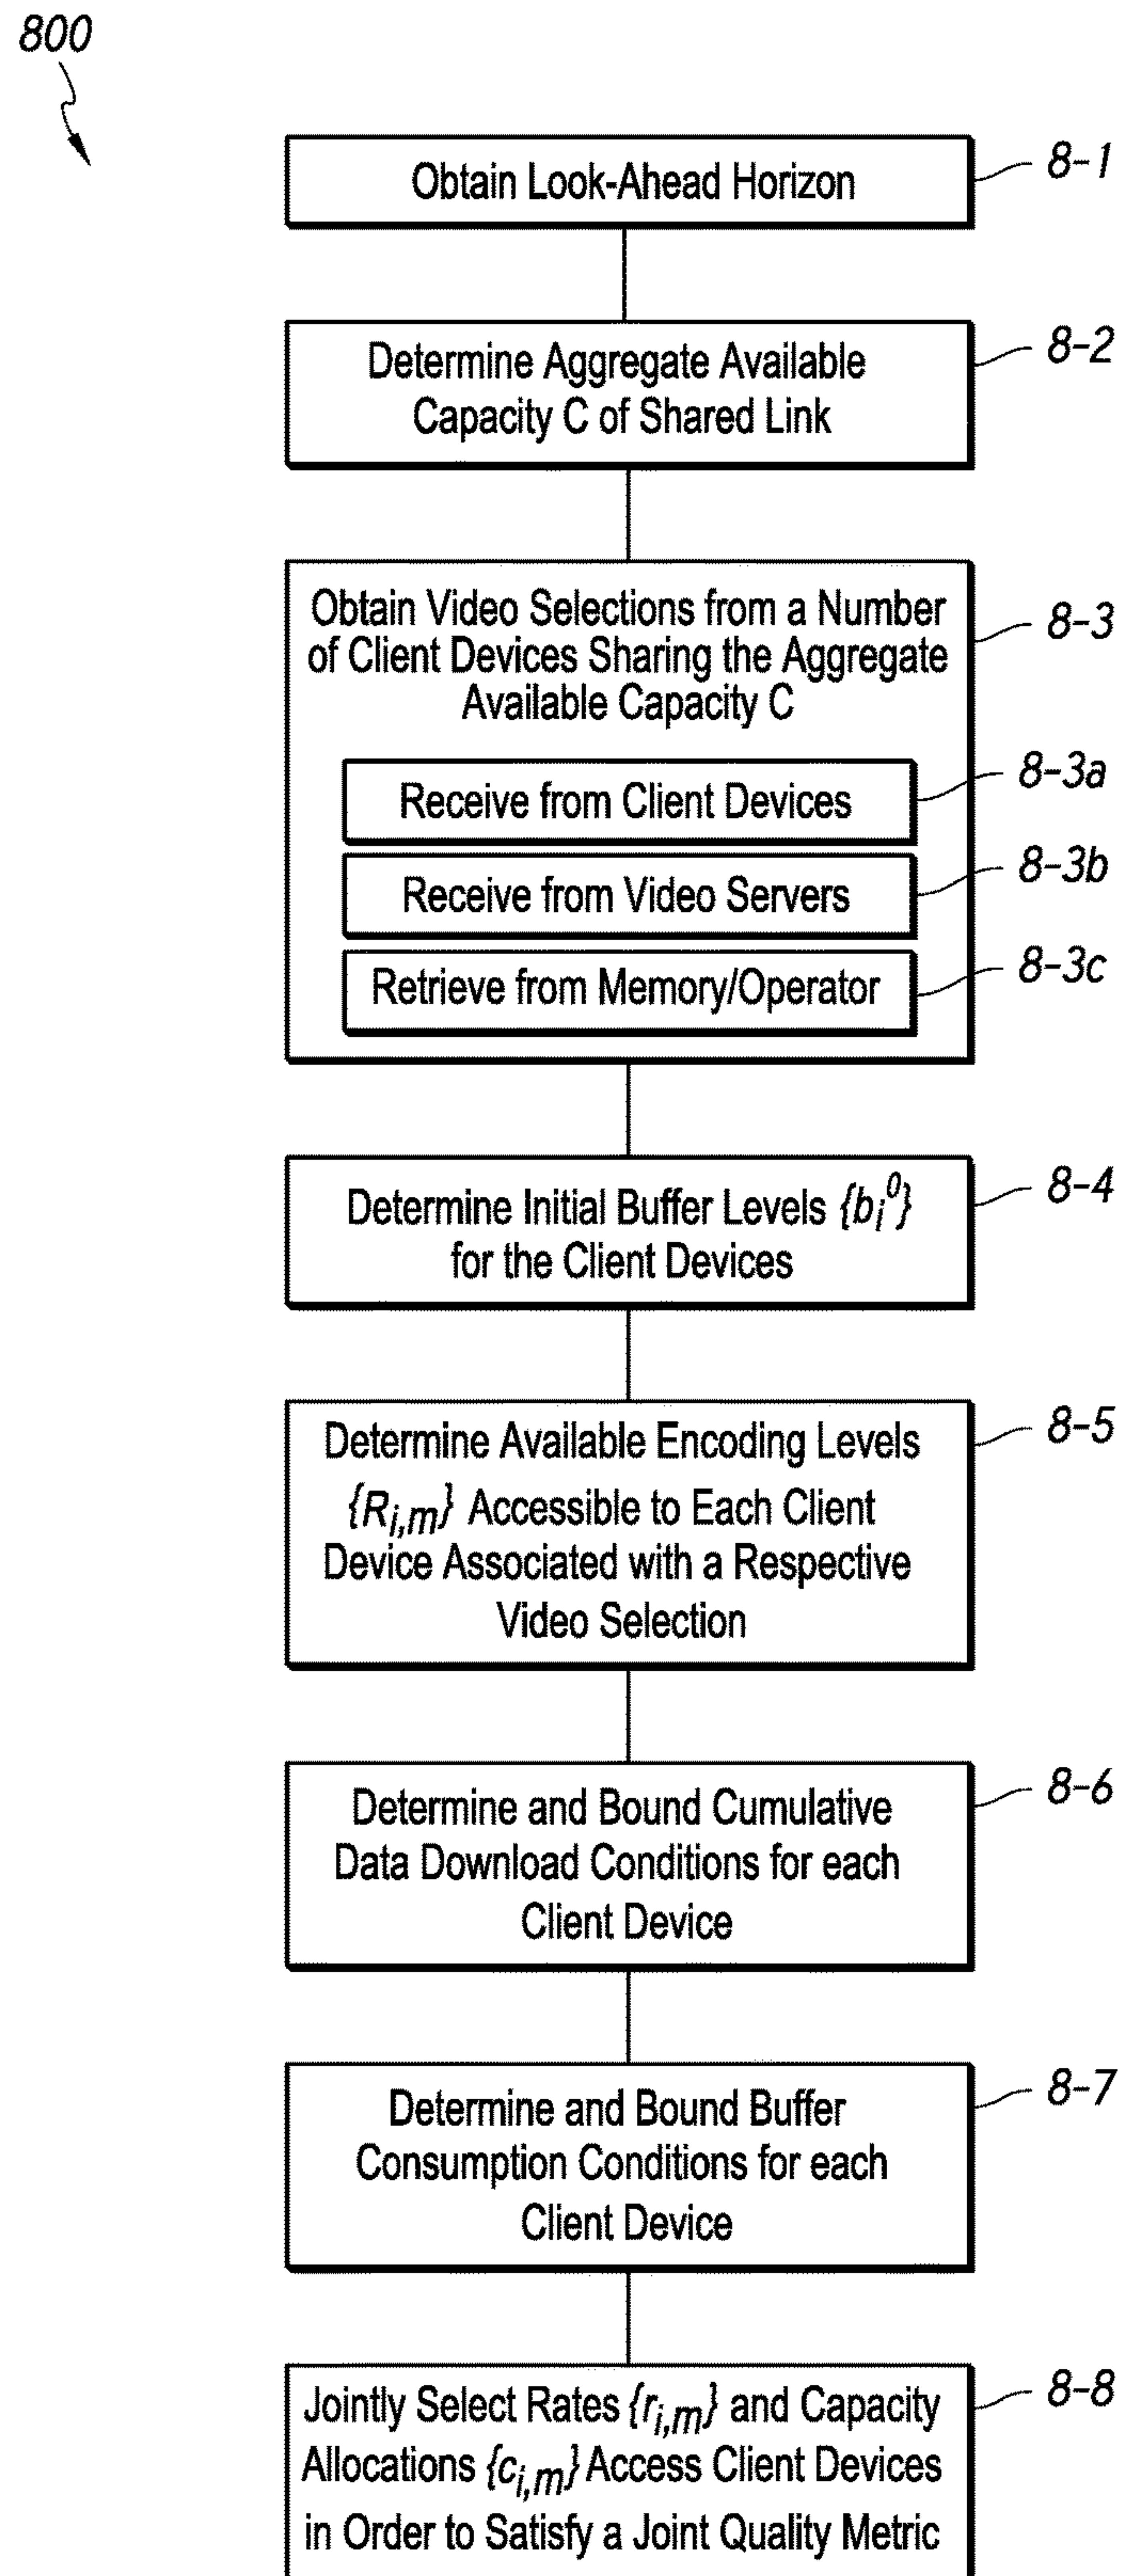 800
Obtain Look-Ahead Horizon
8-1
Determine Aggregate Available
Capacity C of Shared Link
8-2
Obtain Video Selections from a Number
of Client Devices Sharing the Aggregate
Available Capacity C
8-3
Receive from Client Devices
8-3a
Receive from Video Servers
8-3b
Retrieve from Memory/Operator
8-3c
Determine Initial Buffer Levels {b_i^0}
for the Client Devices
8-4
Determine Available Encoding Levels
{R_{i,m}} Accessible to Each Client
Device Associated with a Respective
Video Selection
8-5
Determine and Bound Cumulative
Data Download Conditions for each
Client Device
8-6
Determine and Bound Buffer
Consumption Conditions for each
Client Device
8-7
Jointly Select Rates {r_{i,m}} and Capacity
Allocations {c_{i,m}} Access Client Devices
in Order to Satisfy a Joint Quality Metric
8-8